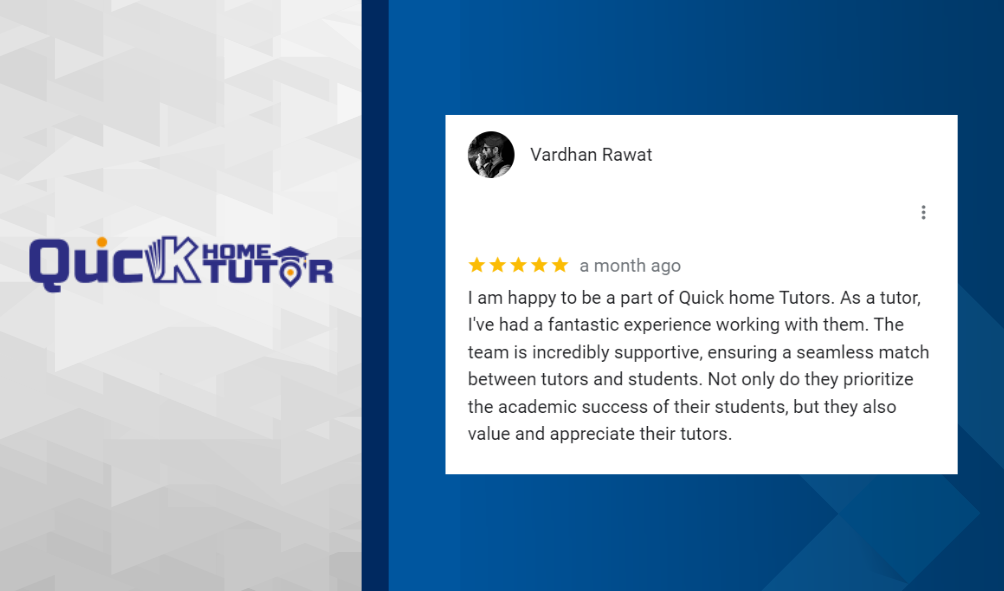 Quick HOME TUTOR
Vardhan Rawat
a month ago
I am happy to be a part of Quick home Tutors. As a tutor,
I've had a fantastic experience working with them. The
team is incredibly supportive, ensuring a seamless match
between tutors and students. Not only do they prioritize
the academic success of their students, but they also
value and appreciate their tutors.